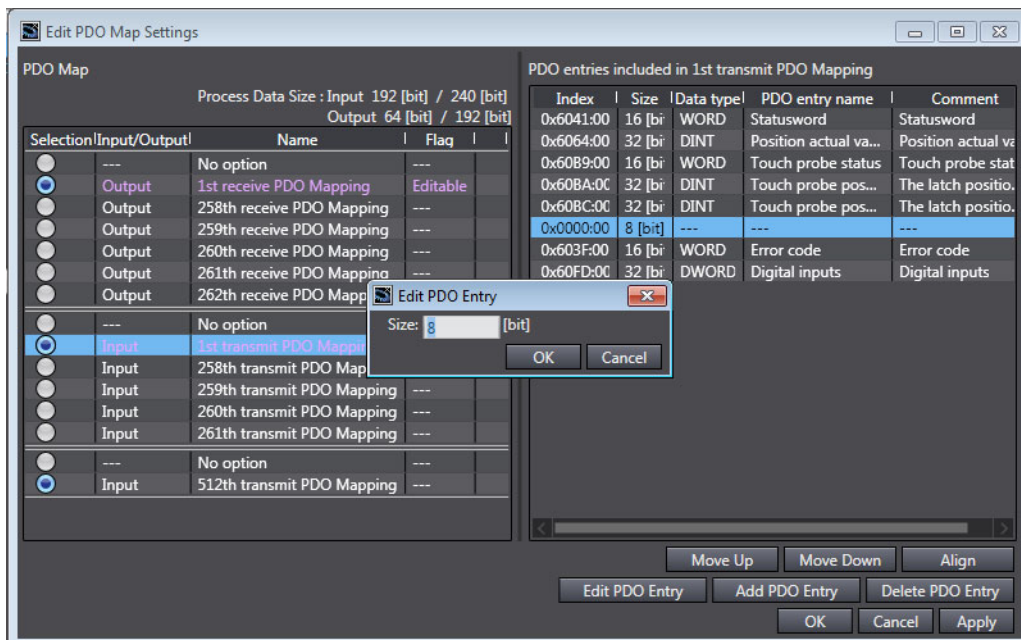 Edit PDO Map Settings
PDO Map
Process Data Size : Input 192 [bit] / 240 [bit]
Output 64 [bit] / 192 [bit]
Selection Input/Output Name Flag
--- No option ---
Output 1st receive PDO Mapping Editable
Output 258th receive PDO Mapping ---
Output 259th receive PDO Mapping ---
Output 260th receive PDO Mapping ---
Output 261th receive PDO Mapping ---
Output 262th receive PDO Mapp
--- No option
Input 1st transmit PDO Mappin
Input 258th transmit PDO Map
Input 259th transmit PDO Mapping ---
Input 260th transmit PDO Mapping ---
Input 261th transmit PDO Mapping ---
--- No option ---
Input 512th transmit PDO Mapping ---
PDO entries included in 1st transmit PDO Mapping
Index Size Data type PDO entry name Comment
0x6041:00 16 [bi WORD Statusword Statusword
0x6064:00 32 [bi DINT Position actual va... Position actual va
0x60B9:00 16 [bi WORD Touch probe status Touch probe stat
0x60BA:00 32 [bi DINT Touch probe pos... The latch positio.
0x60BC:00 32 [bi DINT Touch probe pos... The latch positio.
0x0000:00 8 [bit] --- --- ---
0x603F:00 16 [bi WORD Error code Error code
0x60FD:00 32 [bi DWORD Digital inputs Digital inputs
Edit PDO Entry
Size: 8 [bit]
OK Cancel
Move Up Move Down Align
Edit PDO Entry Add PDO Entry Delete PDO Entry
OK Cancel Apply